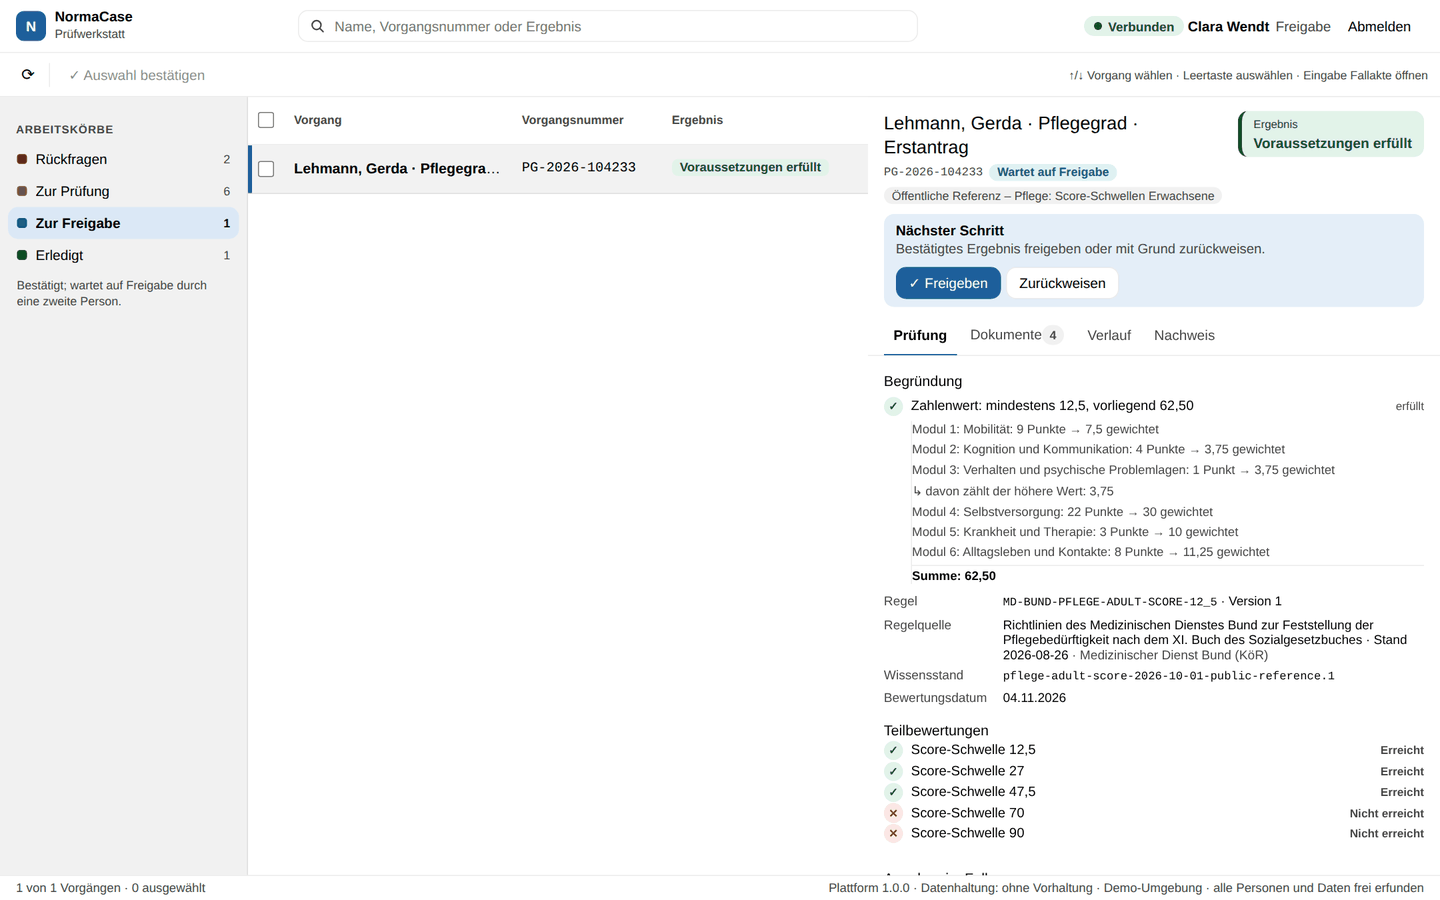 N
NormaCase
Prüfwerkstatt
Name, Vorgangsnummer oder Ergebnis
Verbunden
Clara Wendt Freigabe
Abmelden
⟳
✓ Auswahl bestätigen
↑/↓ Vorgang wählen · Leertaste auswählen · Eingabe Fallakte öffnen
ARBEITSKÖRBE
Rückfragen 2
Zur Prüfung 6
Zur Freigabe 1
Erledigt 1
Bestätigt; wartet auf Freigabe durch
eine zweite Person.
Vorgang Vorgangsnummer Ergebnis
Lehmann, Gerda · Pflegegra… PG-2026-104233 Voraussetzungen erfüllt
Lehmann, Gerda · Pflegegrad ·
Erstantrag
Ergebnis
Voraussetzungen erfüllt
PG-2026-104233 Wartet auf Freigabe
Öffentliche Referenz – Pflege: Score-Schwellen Erwachsene
Nächster Schritt
Bestätigtes Ergebnis freigeben oder mit Grund zurückweisen.
✓ Freigeben Zurückweisen
Prüfung Dokumente 4 Verlauf Nachweis
Begründung
✓ Zahlenwert: mindestens 12,5, vorliegend 62,50 erfüllt
Modul 1: Mobilität: 9 Punkte → 7,5 gewichtet
Modul 2: Kognition und Kommunikation: 4 Punkte → 3,75 gewichtet
Modul 3: Verhalten und psychische Problemlagen: 1 Punkt → 3,75 gewichtet
↳ davon zählt der höhere Wert: 3,75
Modul 4: Selbstversorgung: 22 Punkte → 30 gewichtet
Modul 5: Krankheit und Therapie: 3 Punkte → 10 gewichtet
Modul 6: Alltagsleben und Kontakte: 8 Punkte → 11,25 gewichtet
Summe: 62,50
Regel MD-BUND-PFLEGE-ADULT-SCORE-12_5 · Version 1
Regelquelle Richtlinien des Medizinischen Dienstes Bund zur Feststellung der
Pflegebedürftigkeit nach dem XI. Buch des Sozialgesetzbuches · Stand
2026-08-26 · Medizinischer Dienst Bund (KöR)
Wissensstand pflege-adult-score-2026-10-01-public-reference.1
Bewertungsdatum 04.11.2026
Teilbewertungen
✓ Score-Schwelle 12,5 Erreicht
✓ Score-Schwelle 27 Erreicht
✓ Score-Schwelle 47,5 Erreicht
✕ Score-Schwelle 70 Nicht erreicht
✕ Score-Schwelle 90 Nicht erreicht
1 von 1 Vorgängen · 0 ausgewählt
Plattform 1.0.0 · Datenhaltung: ohne Vorhaltung · Demo-Umgebung · alle Personen und Daten frei erfunden